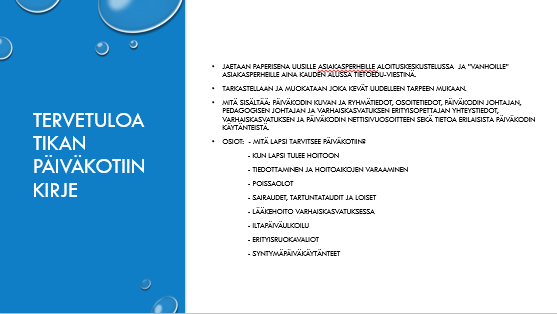 TERVETULOA
TIKAN
PÄIVÄKOTIIN
KIRJE
• JAETAAN PAPERISENA UUSILLE ASIAKASPERHEILLE ALOITUSKESKUSTELUSSA JA "VANHOILLE"
ASIAKASPERHEILLE AINA KAUDEN ALUSSA TIETOEDU-VIESTINÄ.
• TARKASTELLAAN JA MUOKATAAN JOKA KEVÄT UUDELLEEN TARPEEN MUKAAN.
• MITÄ SISÄLTÄÄ: PÄIVÄKODIN KUVAN JA RYHMÄTIEDOT, OSOITETIEDOT, PÄIVÄKODIN JOHTAJAN,
PEDAGOGISEN JOHTAJAN JA VARHAISKASVATUKSEN ERITYISOPETTAJAN YHTEYSTIEDOT,
VARHAISKASVATUKSEN JA PÄIVÄKODIN NETTISIVUOSOITTEEN SEKÄ TIETOA ERILAISISTA PÄIVÄKODIN
KÄYTÄNTEISTÄ.
• OSIOT: - MITÄ LAPSI TARVITSEE PÄIVÄKOTIIN?
- KUN LAPSI TULEE HOITOON
- TIEDOTTAMINEN JA HOITOAIKOJEN VARAAMINEN
- POISSAOLOT
- SAIRAUDET, TARTUNTATAUDIT JA LOISET
- LÄÄKEHOITO VARHAISKASVATUKSESSA
- ILTAPÄIVÄULKOILU
- ERITYISRUOKAVALIOT
- SYNTYMÄPÄIVÄKÄYTÄNTEET